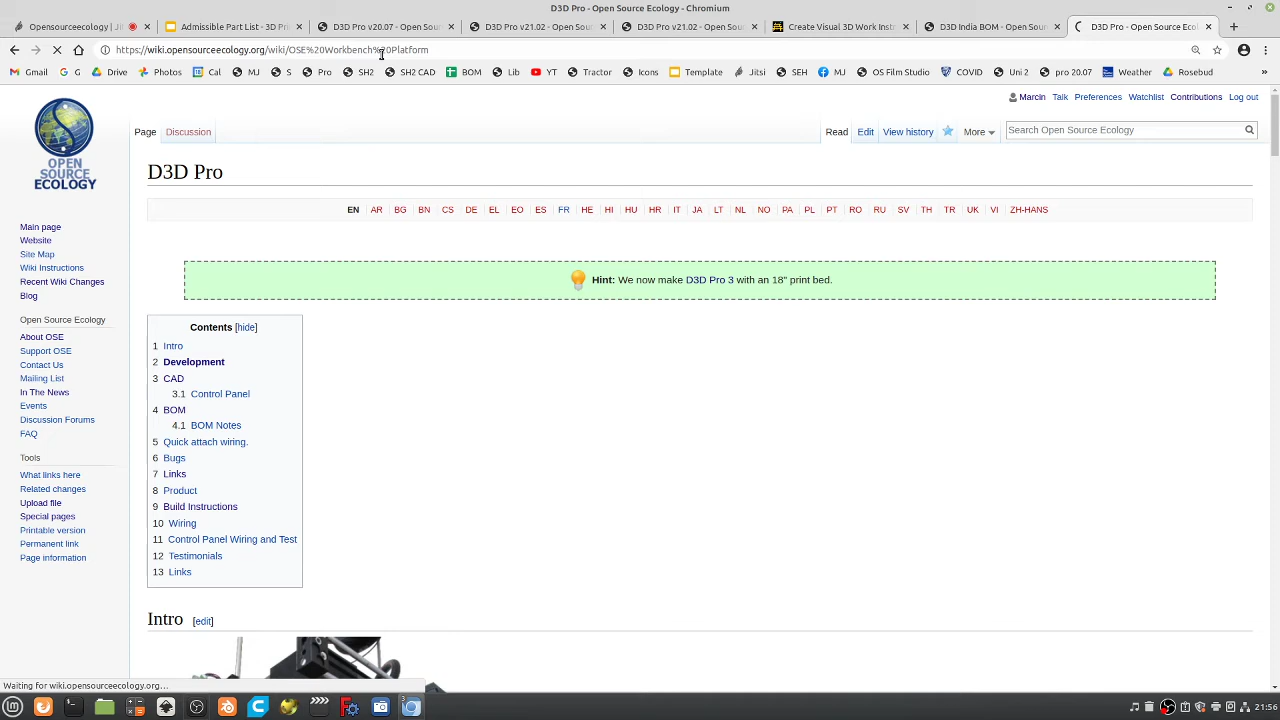 D3D Pro - Open Source Ecology - Chromium
OpenSourceEcology | Jit
Admissible Part List - 3D Pri
D3D Pro v20.07 - Open Sour
D3D Pro v21.02 - Open Sou
D3D Pro v21.02 - Open Sou
Create Visual 3D Work Inst
D3D India BOM - Open Sou
D3D Pro - Open Source Ecol
https://wiki.opensourceecology.org/wiki/OSE%20Workbench%20Platform
Gmail
G
Drive
Photos
Cal
MJ
S
Pro
SH2
SH2 CAD
BOM
Lib
YT
Tractor
Icons
Template
Jitsi
SEH
MJ
OS Film Studio
COVID
Uni 2
pro 20.07
Weather
Rosebud
»
Marcin Talk Preferences Watchlist Contributions Log out
Page Discussion Read Edit View history More Search Open Source Ecology
OPEN
SOURCE
ECOLOGY
Main page
Website
Site Map
Wiki Instructions
Recent Wiki Changes
Blog
Open Source Ecology
About OSE
Support OSE
Contact Us
Mailing List
In The News
Events
Discussion Forums
FAQ
Tools
What links here
Related changes
Upload file
Special pages
Printable version
Permanent link
Page information
D3D Pro
EN AR BG BN CS DE EL EO ES FR HE HI HU HR IT JA LT NL NO PA PL PT RO RU SV TH TR UK VI ZH-HANS
Hint: We now make D3D Pro 3 with an 18" print bed.
Contents [hide]
1 Intro
2 Development
3 CAD
3.1 Control Panel
4 BOM
4.1 BOM Notes
5 Quick attach wiring.
6 Bugs
7 Links
8 Product
9 Build Instructions
10 Wiring
11 Control Panel Wiring and Test
12 Testimonials
13 Links
Intro [edit]
Waiting for wiki.opensourceecology.org...
21:56